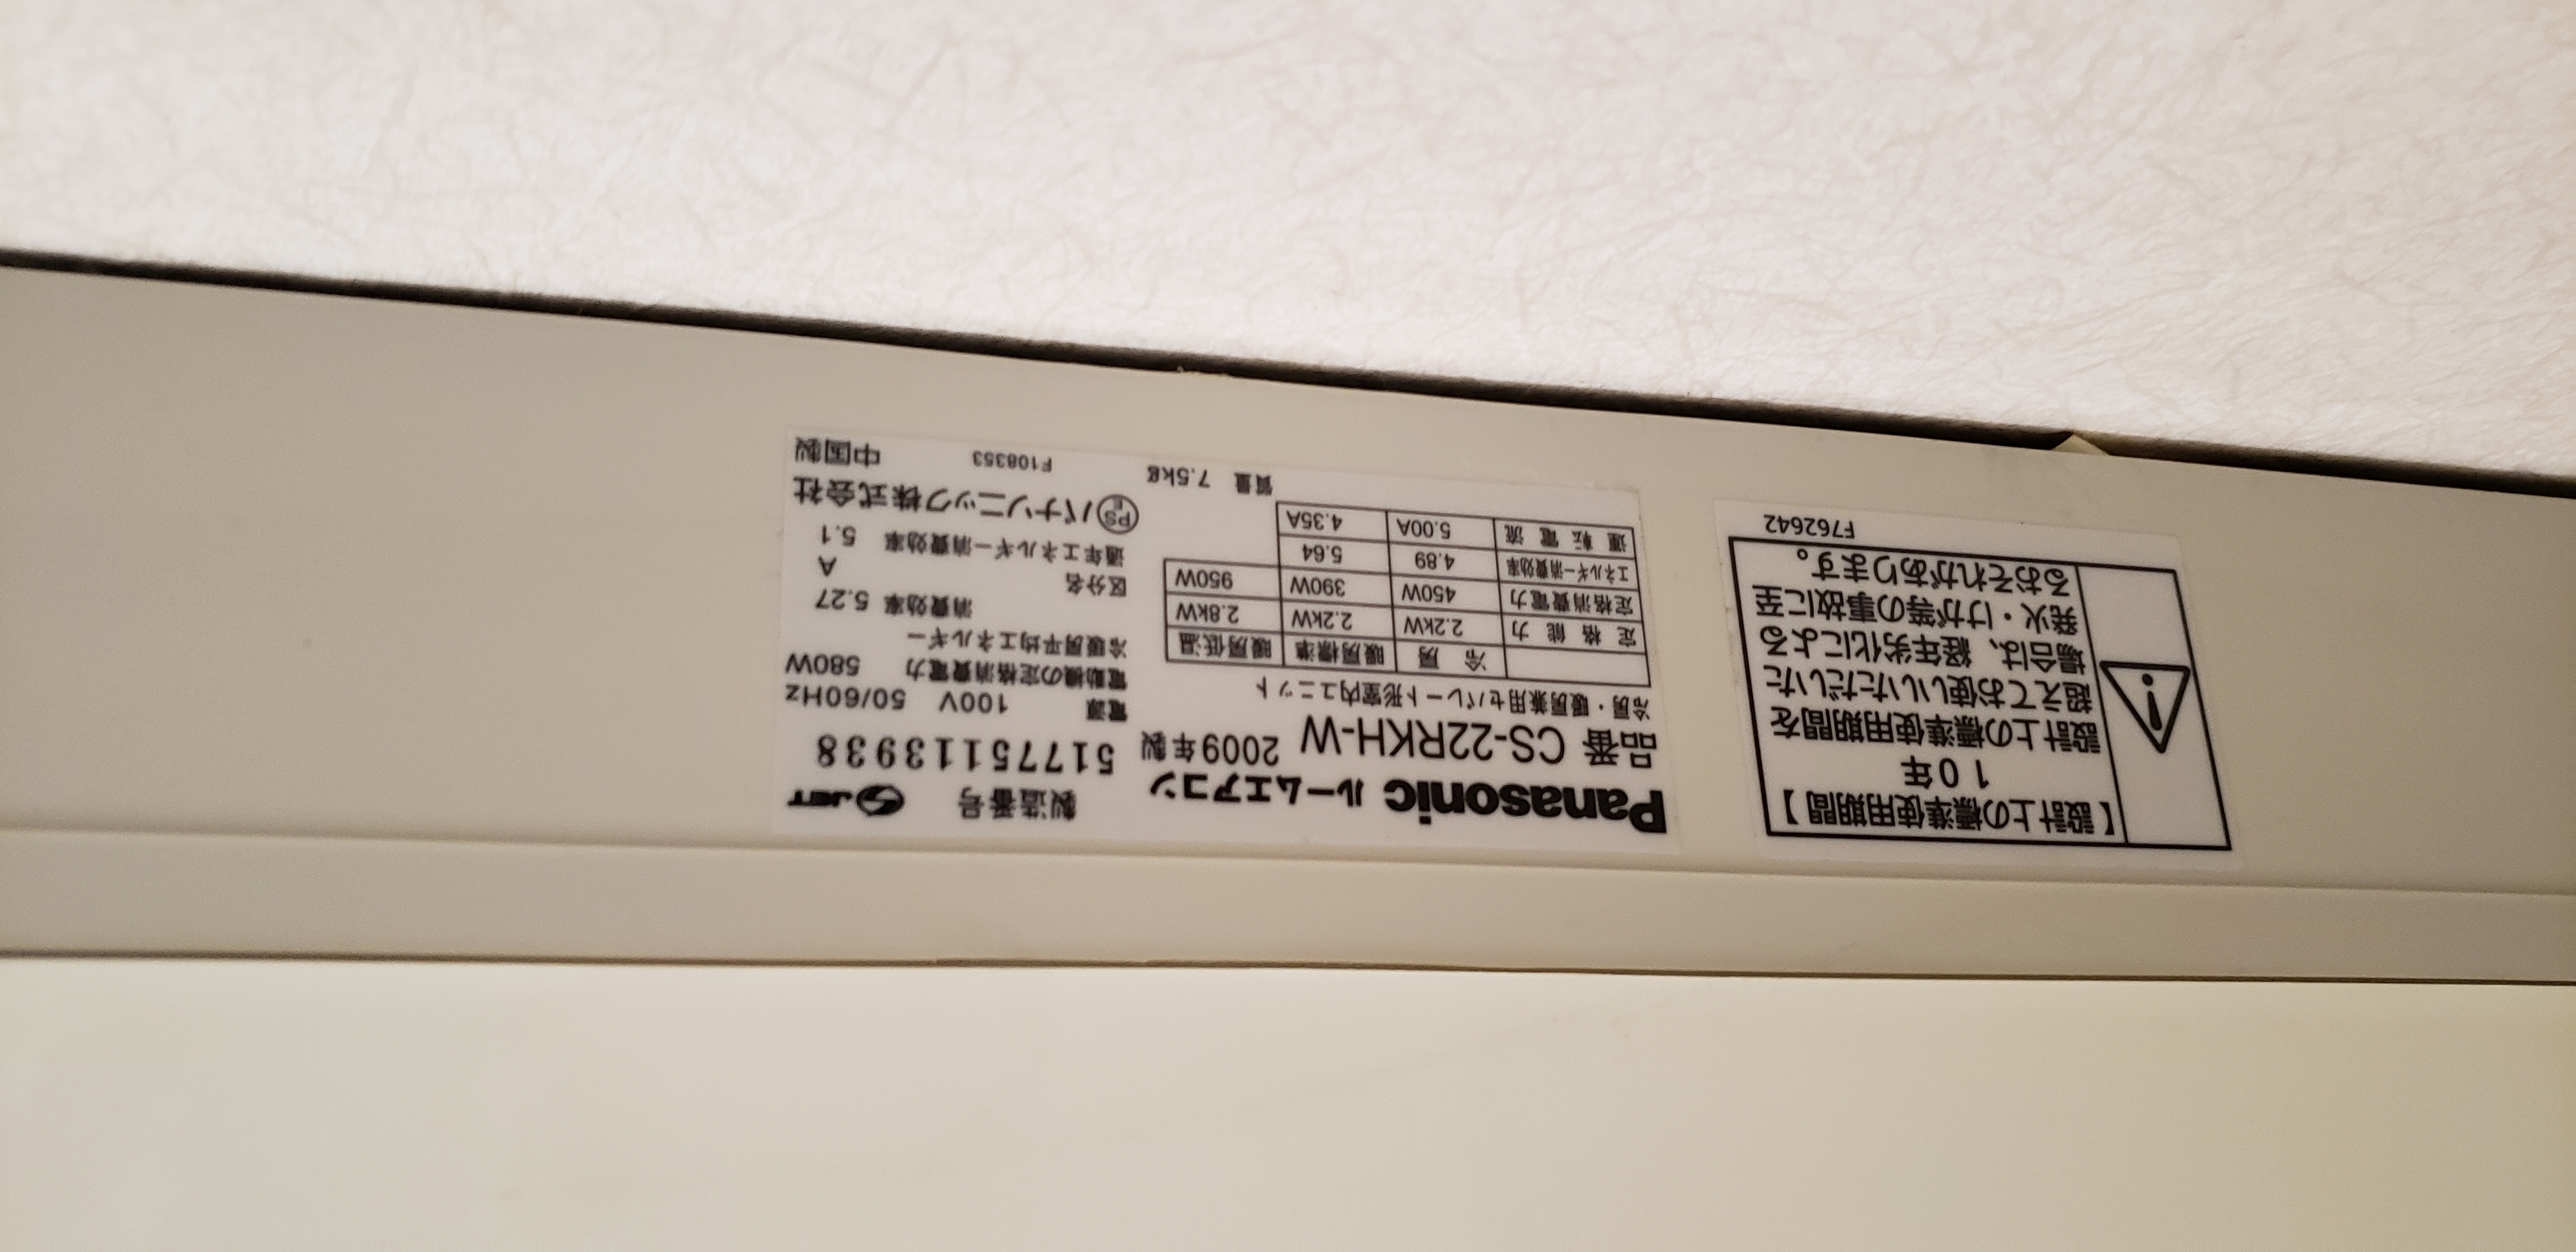 【設計上の標準使用期間】
10年
設計上の標準使用期間を
超えてお使いいただいた
場合は、経年劣化による
発火・けが等の事故に至
るおそれがあります。
F762642
Panasonic ルームエアコン
品番 CS-22RKH-W 2009年製
冷房・暖房兼用セパレート形室内ユニット
冷 房 暖房標準 暖房低温
定 格 能 力 2.2kW 2.2kW 2.8kW
定格消費電力 450W 390W 950W
エネルギー消費効率 4.89 5.64
運 転 電 流 5.00A 4.35A
質量 7.5kg
製造番号 JET
51775113938
電源 100V 50/60Hz
電動機の定格消費電力 580W
冷暖房平均エネルギー
消費効率 5.27
区分名 A
通年エネルギー消費効率 5.1
PS E パナソニック株式会社
F108353 中国製